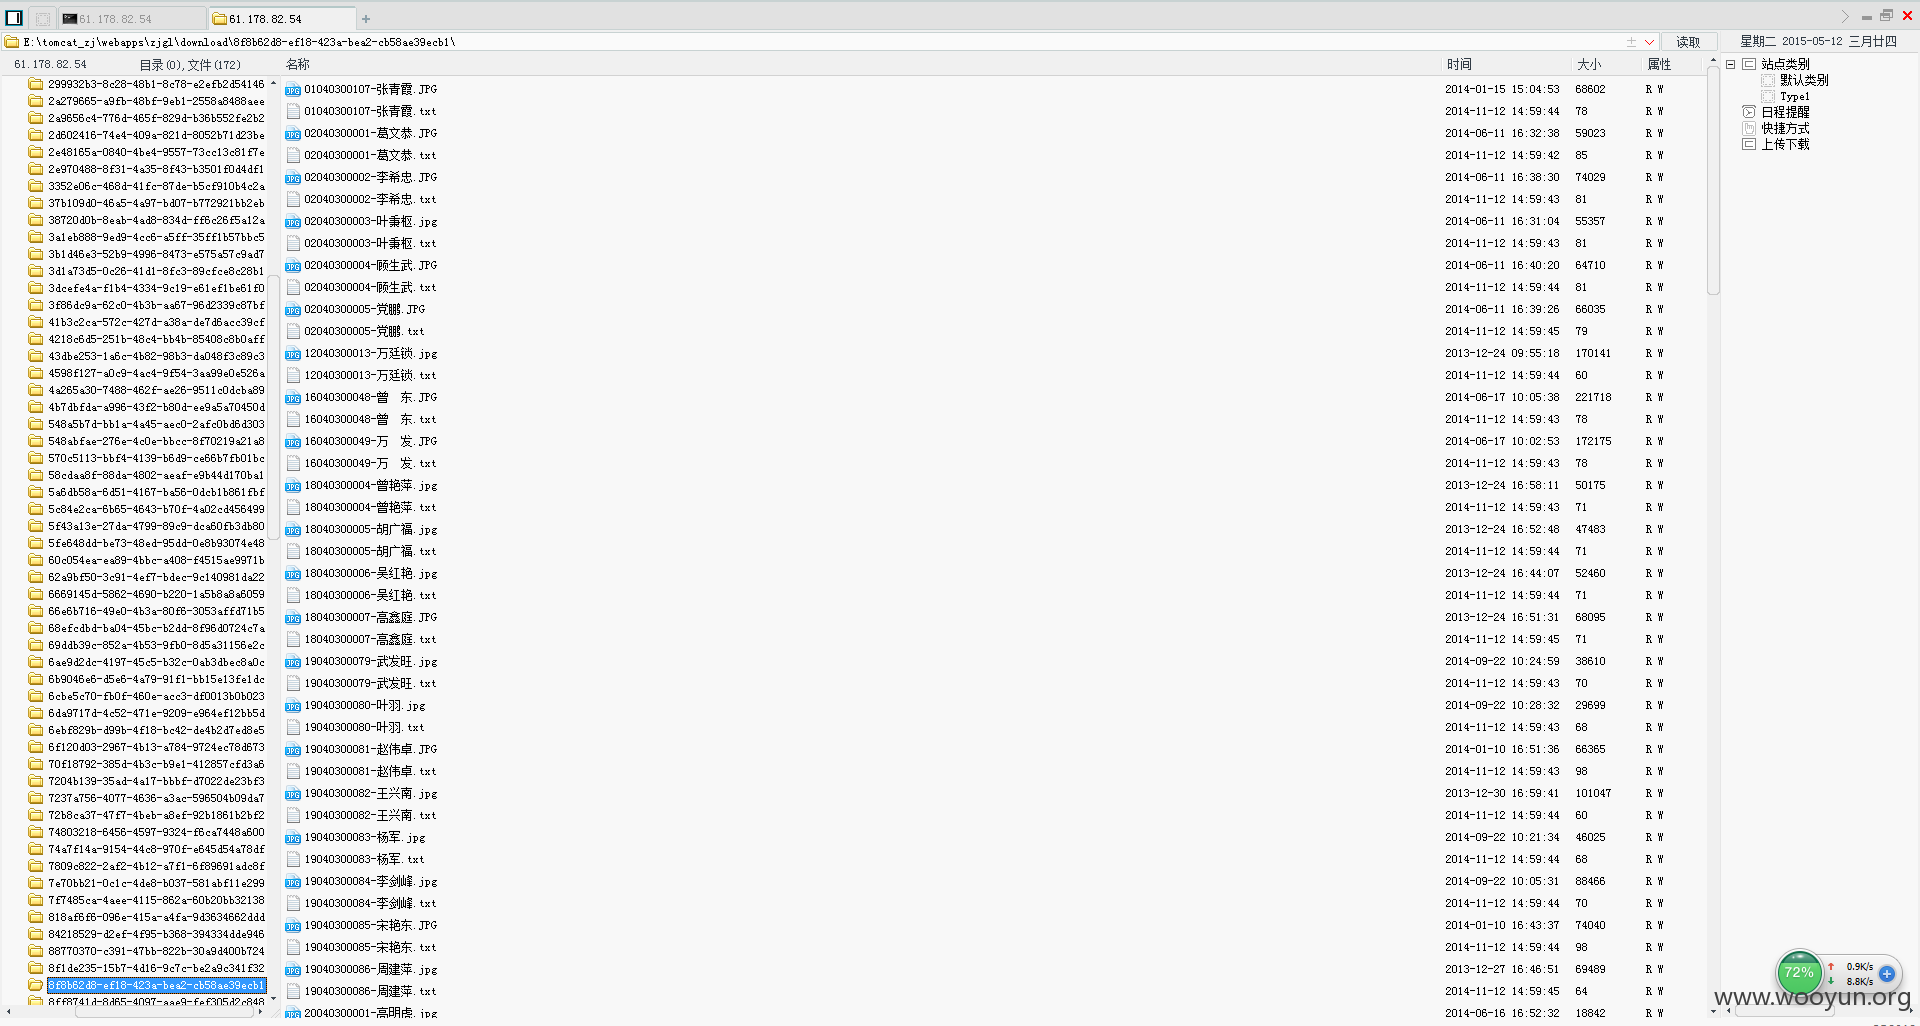 61.178.82.54 61.178.82.54 +
E:\tomcat_zj\webapps\zjgl\download\8f8b62d8-ef18-423a-bea2-cb58ae39ecb1\ 读取 星期二 2015-05-12 三月廿四
61.178.82.54 目录(0),文件(172) 名称 时间 大小 属性
299932b3-8c28-48b1-8c78-e2efb2d54146
2a279665-a9fb-48bf-9eb1-2558a8488aee
2a9656c4-776d-465f-829d-b36b552fe2b2
2d602416-74e4-409a-821d-8052b71d23be
2e48165a-0840-4be4-9557-73cc13c81f7e
2e970488-8f31-4a35-8f43-b3501f0d4df1
3352e06c-468d-41fc-87de-b5cf910b4c2a
37b109d0-46a5-4a97-bd07-b772921bb2eb
38720d0b-8eab-4ad8-834d-ff6c26f5a12a
3a1eb888-9ed9-4cc6-a5ff-35ff1b57bbc5
3b1d46e3-52b9-4996-8473-e575a57c9ad7
3d1a73d5-0c26-41d1-8fc3-89cfce8c28b1
3dcefe4a-f1b4-4334-9c19-e61ef1be61f0
3f86dc9a-62c0-4b3b-aa67-96d2339c87bf
41b3c2ca-572c-427d-a38a-de7d6acc39cf
4218c6d5-251b-48c4-bb4b-85408c8b0aff
43dbe253-1a6c-4b82-98b3-da048f3c89c3
4598f127-a0c9-4ac4-9f54-3aa99e0e526a
4a265a30-7488-462f-ae26-9511c0dcba89
4b7dbfda-a996-43f2-b80d-ee9a5a70450d
548a5b7d-bb1a-4a45-aec0-2afc0bd6d303
548abfae-276e-4c0e-bbcc-8f70219a21a8
570c5113-bbf4-4139-b6d9-ce66b7fb01bc
58cdaa8f-88da-4802-aeaf-e9b44d170ba1
5a6db58a-6d51-4167-ba56-0dcb1b861fbf
5c84e2ca-6b65-4643-b70f-4a02cd456499
5f43a13e-27da-4799-89c9-dca60fb3db80
5fe648dd-be73-48ed-95dd-0e8b93074e48
60c054ea-ea89-4bbc-a408-f4515ae9971b
62a9bf50-3c91-4ef7-bdec-9c140981da22
6669145d-5862-4690-b220-1a5b8a8a6059
66e6b716-49e0-4b3a-80f6-3053affd71b5
68efcdbd-ba04-45bc-b2dd-8f96d0724c7a
69ddb39c-852a-4b53-9fb0-8d5a31156e2c
6ae9d2dc-4197-45c5-b32c-0ab3dbec8a0c
6b9046e6-d5e6-4a79-91f1-bb15e13fe1dc
6cbe5c70-fb0f-460e-acc3-df0013b0b023
6da9717d-4c52-471e-9209-e964ef12bb5d
6ebf829b-d99b-4f18-bc42-de4b2d7ed8e5
6f120d03-2967-4b13-a784-9724ec78d673
70f18792-385d-4b3c-b9e1-412857cfd3a6
7204b139-35ad-4a17-bbbf-d7022de23bf3
7237a756-4077-4636-a3ac-596504b09da7
72b8ca37-47f7-4beb-a8ef-92b1861b2bf2
74803218-6456-4597-9324-f6ca7448a600
74a7f14a-9154-44c8-970f-e645d54a78df
7809c822-2af2-4b12-a7f1-6f89691adc8f
7e70bb21-0c1c-4de8-b037-581abf11e299
7f7485ca-4aee-4115-862a-60b20bb32138
818af6f6-096e-415a-a4fa-9d3634662ddd
84218529-d2ef-4f95-b368-394334dde946
88770370-c391-47bb-822b-30a9d400b724
8f1de235-15b7-4d16-9c7c-be2a9c341f32
8f8b62d8-ef18-423a-bea2-cb58ae39ecb1
8ff8741d-8d65-4097-aae9-fef305d2c848
01040300107-张青霞.JPG 2014-01-15 15:04:53 68602 R W
01040300107-张青霞.txt 2014-11-12 14:59:44 78 R W
02040300001-葛文恭.JPG 2014-06-11 16:32:38 59023 R W
02040300001-葛文恭.txt 2014-11-12 14:59:42 85 R W
02040300002-李希忠.JPG 2014-06-11 16:38:30 74029 R W
02040300002-李希忠.txt 2014-11-12 14:59:43 81 R W
02040300003-叶秉枢.jpg 2014-06-11 16:31:04 55357 R W
02040300003-叶秉枢.txt 2014-11-12 14:59:43 81 R W
02040300004-顾生武.JPG 2014-06-11 16:40:20 64710 R W
02040300004-顾生武.txt 2014-11-12 14:59:44 81 R W
02040300005-党鹏.JPG 2014-06-11 16:39:26 66035 R W
02040300005-党鹏.txt 2014-11-12 14:59:45 79 R W
12040300013-万廷锁.jpg 2013-12-24 09:55:18 170141 R W
12040300013-万廷锁.txt 2014-11-12 14:59:44 60 R W
16040300048-曾 东.JPG 2014-06-17 10:05:38 221718 R W
16040300048-曾 东.txt 2014-11-12 14:59:43 78 R W
16040300049-万 发.JPG 2014-06-17 10:02:53 172175 R W
16040300049-万 发.txt 2014-11-12 14:59:43 78 R W
18040300004-曾艳萍.jpg 2013-12-24 16:58:11 50175 R W
18040300004-曾艳萍.txt 2014-11-12 14:59:43 71 R W
18040300005-胡广福.jpg 2013-12-24 16:52:48 47483 R W
18040300005-胡广福.txt 2014-11-12 14:59:44 71 R W
18040300006-吴红艳.jpg 2013-12-24 16:44:07 52460 R W
18040300006-吴红艳.txt 2014-11-12 14:59:44 71 R W
18040300007-高鑫庭.JPG 2013-12-24 16:51:31 68095 R W
18040300007-高鑫庭.txt 2014-11-12 14:59:45 71 R W
19040300079-武发旺.jpg 2014-09-22 10:24:59 38610 R W
19040300079-武发旺.txt 2014-11-12 14:59:43 70 R W
19040300080-叶羽.jpg 2014-09-22 10:28:32 29699 R W
19040300080-叶羽.txt 2014-11-12 14:59:43 68 R W
19040300081-赵伟卓.JPG 2014-01-10 16:51:36 66365 R W
19040300081-赵伟卓.txt 2014-11-12 14:59:43 98 R W
19040300082-王兴南.jpg 2013-12-30 16:59:41 101047 R W
19040300082-王兴南.txt 2014-11-12 14:59:44 60 R W
19040300083-杨军.jpg 2014-09-22 10:21:34 46025 R W
19040300083-杨军.txt 2014-11-12 14:59:44 68 R W
19040300084-李剑峰.jpg 2014-09-22 10:05:31 88466 R W
19040300084-李剑峰.txt 2014-11-12 14:59:44 70 R W
19040300085-宋艳东.JPG 2014-01-10 16:43:37 74040 R W
19040300085-宋艳东.txt 2014-11-12 14:59:44 98 R W
19040300086-周建萍.jpg 2013-12-27 16:46:51 69489 R W
19040300086-周建萍.txt 2014-11-12 14:59:45 64 R W
20040300001-高明虎.jpg 2014-06-16 16:52:32 18842 R W
站点类别
默认类别
Type1
日程提醒
快捷方式
上传下载
72% 0.9K/s
8.8K/s
www.wooyun.org